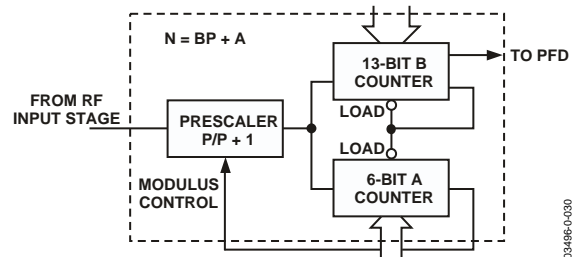 N = BP + A
13-BIT B
COUNTER
TO PFD
FROM RF
INPUT STAGE
PRESCALER
P/P + 1
LOAD
LOAD
MODULUS
CONTROL
6-BIT A
COUNTER
03496-0-030